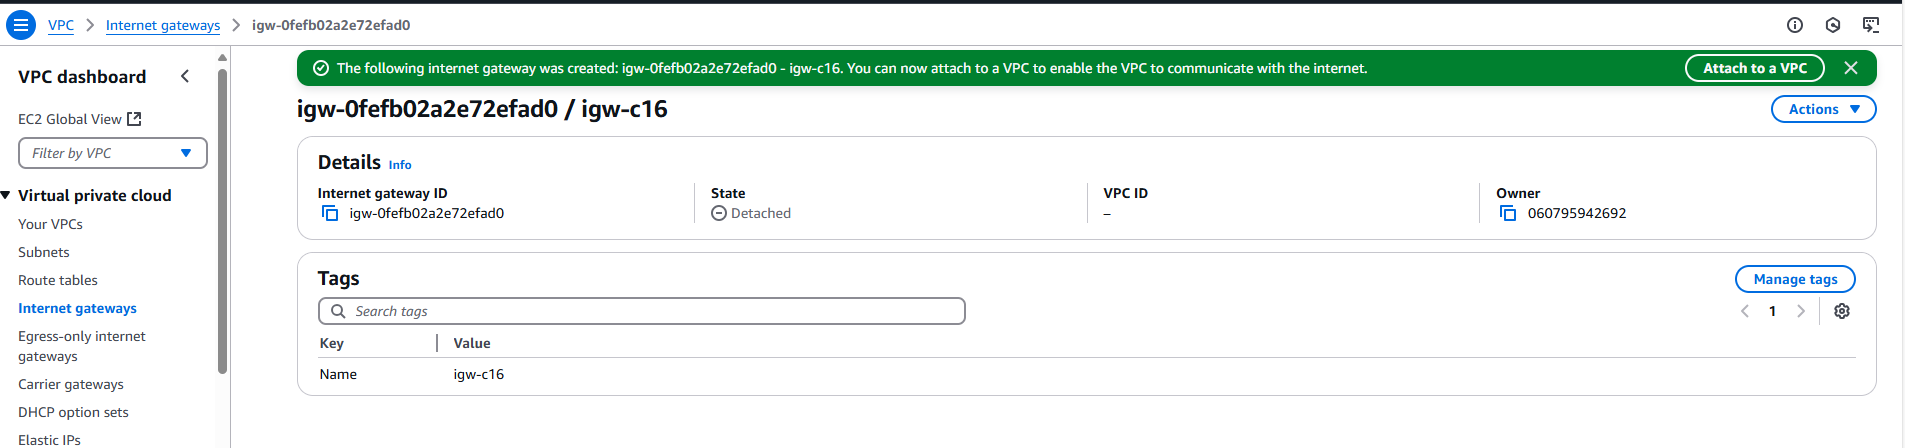 VPC > Internet gateways > igw-0fefb02a2e72efad0
VPC dashboard
EC2 Global View
Filter by VPC
Virtual private cloud
Your VPCs
Subnets
Route tables
Internet gateways
Egress-only internet
gateways
Carrier gateways
DHCP option sets
Elastic IPs
The following internet gateway was created: igw-0fefb02a2e72efad0 - igw-c16. You can now attach to a VPC to enable the VPC to communicate with the internet.
Attach to a VPC
igw-0fefb02a2e72efad0 / igw-c16
Actions
Details Info
Internet gateway ID
igw-0fefb02a2e72efad0
State
Detached
VPC ID
–
Owner
060795942692
Tags
Manage tags
Search tags
1
Key Value
Name igw-c16